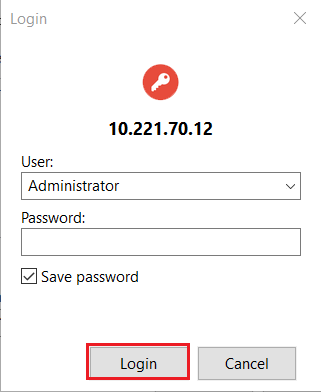 Login
10.221.70.12
User:
Administrator
Password:
Save password
Login Cancel